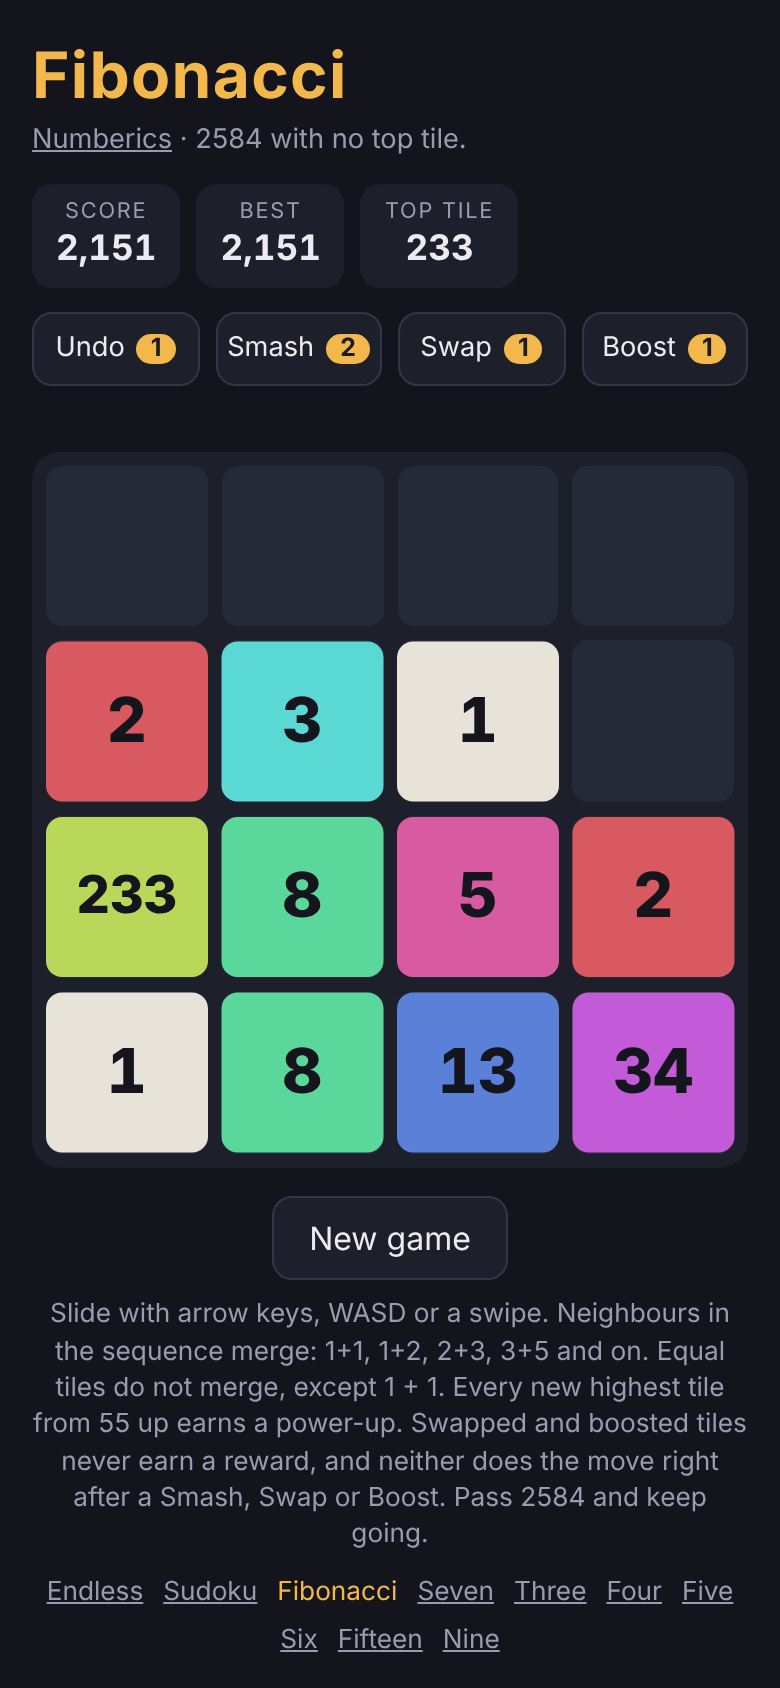 Fibonacci
Numberics · 2584 with no top tile.
SCORE BEST TOP TILE
2,151 2,151 233
Undo 1 Smash 2 Swap 1 Boost 1
2 3 1
233 8 5 2
1 8 13 34
New game
Slide with arrow keys, WASD or a swipe. Neighbours in
the sequence merge: 1+1, 1+2, 2+3, 3+5 and on. Equal
tiles do not merge, except 1 + 1. Every new highest tile
from 55 up earns a power-up. Swapped and boosted tiles
never earn a reward, and neither does the move right
after a Smash, Swap or Boost. Pass 2584 and keep
going.
Endless Sudoku Fibonacci Seven Three Four Five
Six Fifteen Nine